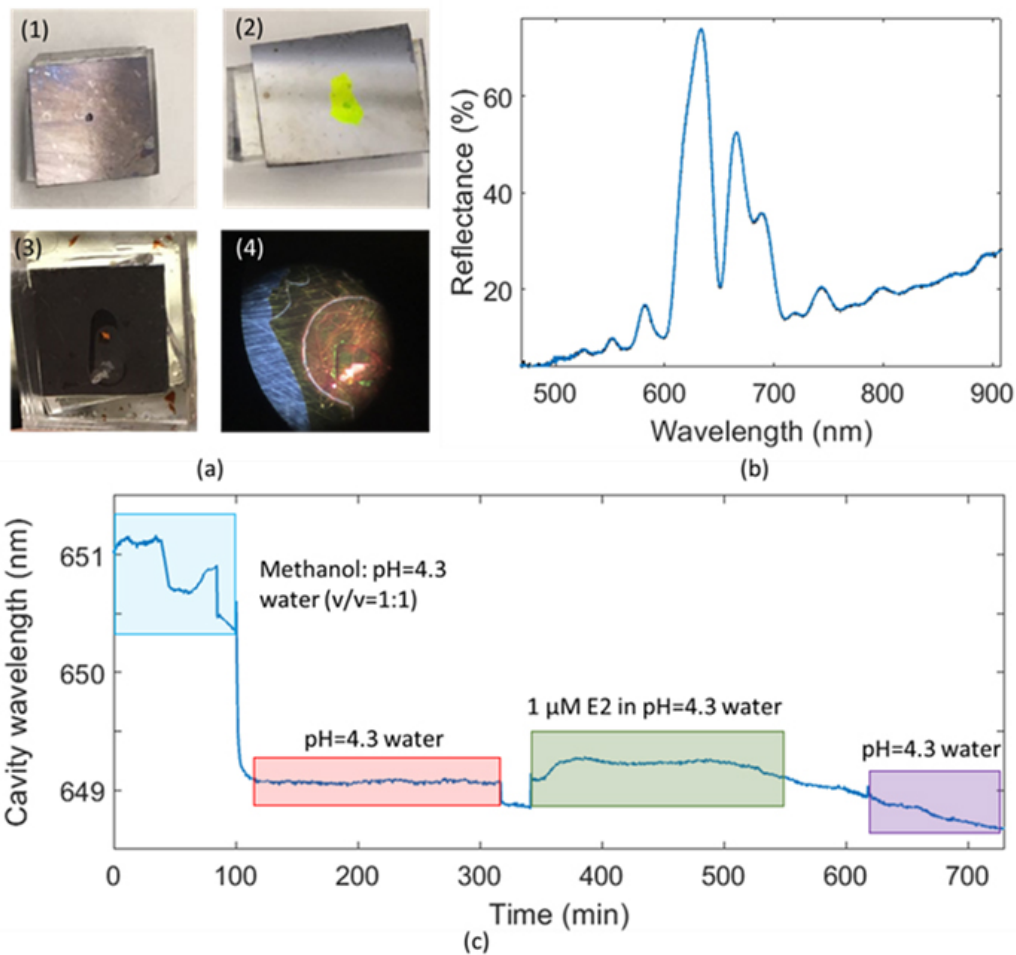 (1)
(2)
(3)
(4)
(a)
Reflectance (%)
60
40
20
500 600 700 800 900
Wavelength (nm)
(b)
Cavity wavelength (nm)
651
650
649
Methanol: pH=4.3
water (v/v=1:1)
pH=4.3 water
1 µM E2 in pH=4.3 water
pH=4.3 water
0 100 200 300 400 500 600 700
Time (min)
(c)